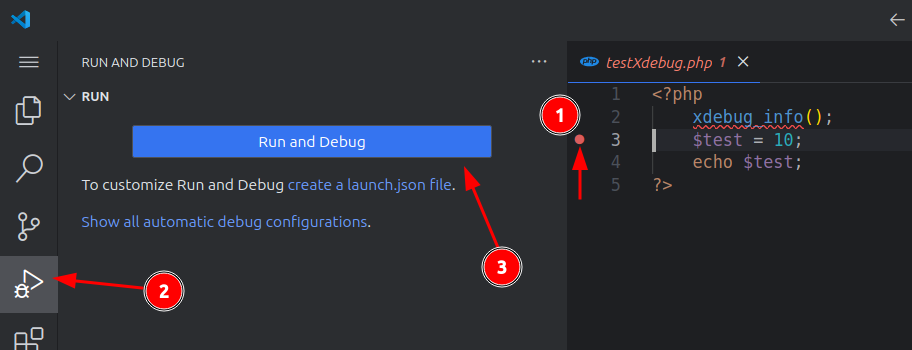 RUN AND DEBUG
RUN
Run and Debug
To customize Run and Debug create a launch.json file.
Show all automatic debug configurations.
1
2
3
php testXdebug.php 1
1 <?php
2 xdebug_info();
3 $test = 10;
4 echo $test;
5 ?>